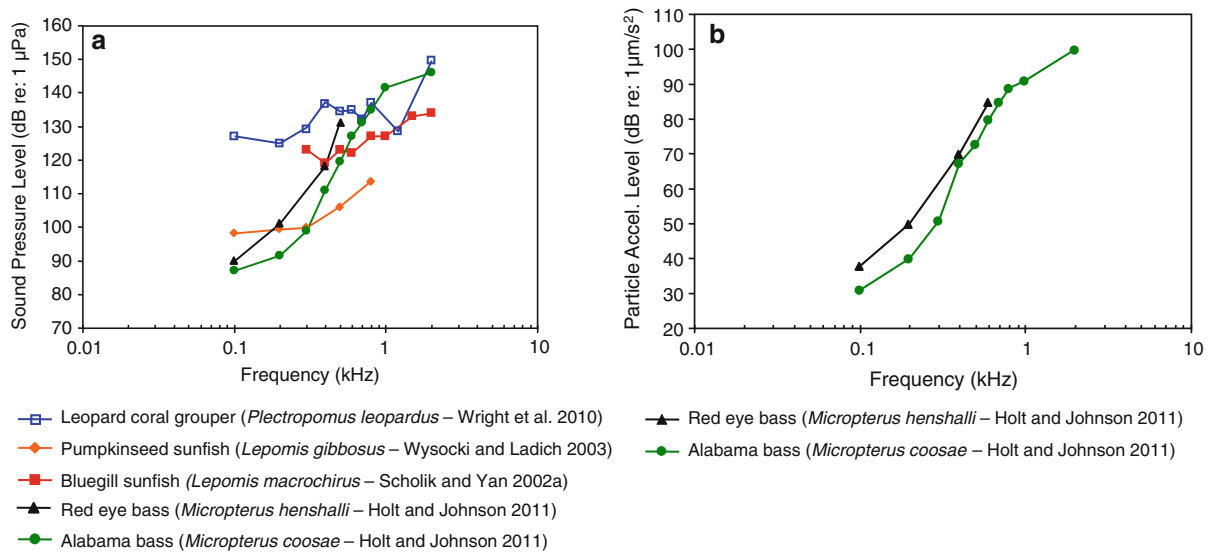 a
Sound Pressure Level (dB re: 1 µPa)
160
150
140
130
120
110
100
90
80
70
0.01
0.1
1
10
Frequency (kHz)
b
Particle Accel. Level (dB re: 1µm/s²)
110
100
90
80
70
60
50
40
30
20
0.01
0.1
1
10
Frequency (kHz)
Leopard coral grouper (Plectropomus leopardus – Wright et al. 2010)
Pumpkinseed sunfish (Lepomis gibbosus – Wysocki and Ladich 2003)
Bluegill sunfish (Lepomis macrochirus – Scholik and Yan 2002a)
Red eye bass (Micropterus henshalli – Holt and Johnson 2011)
Alabama bass (Micropterus coosae – Holt and Johnson 2011)
Red eye bass (Micropterus henshalli – Holt and Johnson 2011)
Alabama bass (Micropterus coosae – Holt and Johnson 2011)